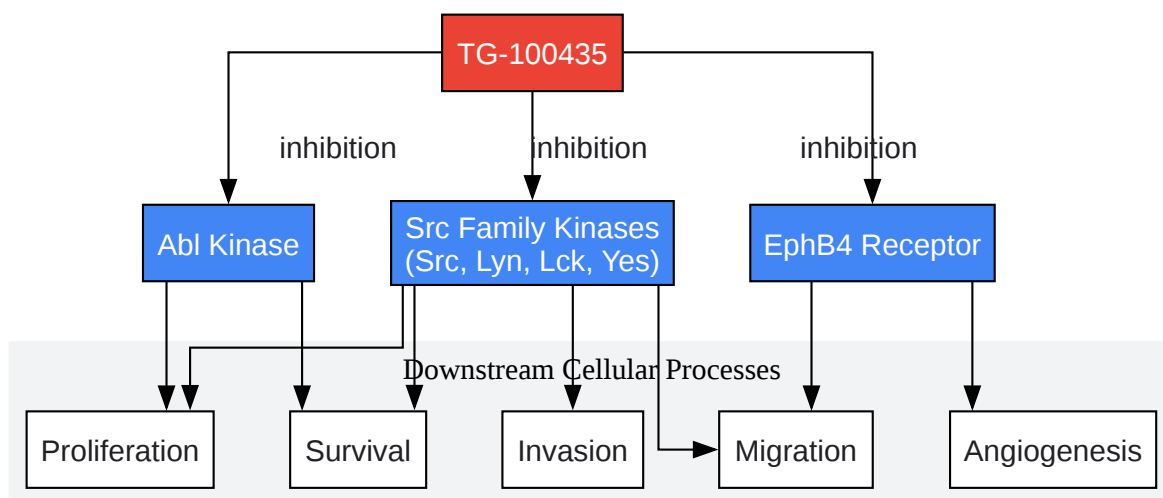 TG-100435
inhibition
inhibition
inhibition
Abl Kinase
Src Family Kinases
(Src, Lyn, Lck, Yes)
EphB4 Receptor
Downstream Cellular Processes
Proliferation
Survival
Invasion
Migration
Angiogenesis